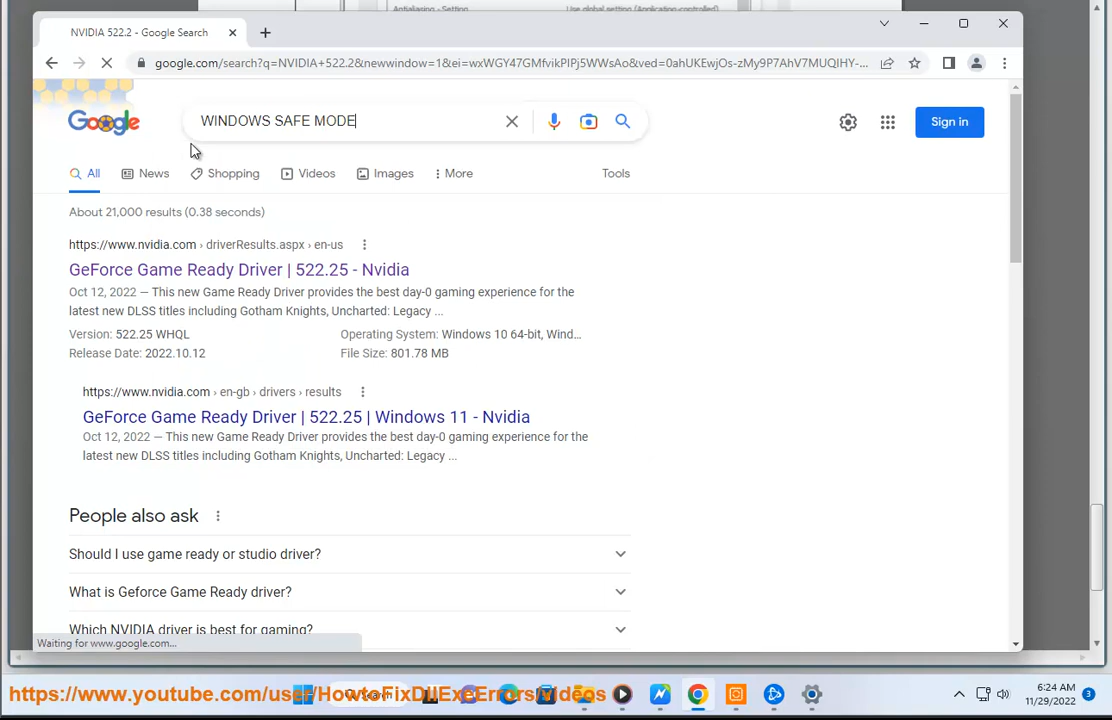 Antialiasing - Setting Use global setting (Application-controlled)
NVIDIA 522.2 - Google Search
google.com/search?q=NVIDIA+522.2&newwindow=1&ei=wxWGY47GMfvikPIPj5WWsAo&ved=0ahUKEwjOs-zMy9P7AhV7MUQIHY-...
Google WINDOWS SAFE MODE Sign in
All News Shopping Videos Images More Tools
About 21,000 results (0.38 seconds)
https://www.nvidia.com › driverResults.aspx › en-us
GeForce Game Ready Driver | 522.25 - Nvidia
Oct 12, 2022 — This new Game Ready Driver provides the best day-0 gaming experience for the
latest new DLSS titles including Gotham Knights, Uncharted: Legacy ...
Version: 522.25 WHQL Operating System: Windows 10 64-bit, Wind...
Release Date: 2022.10.12 File Size: 801.78 MB
https://www.nvidia.com › en-gb › drivers › results
GeForce Game Ready Driver | 522.25 | Windows 11 - Nvidia
Oct 12, 2022 — This new Game Ready Driver provides the best day-0 gaming experience for the
latest new DLSS titles including Gotham Knights, Uncharted: Legacy ...
People also ask
Should I use game ready or studio driver?
What is Geforce Game Ready driver?
Which NVIDIA driver is best for gaming?
Waiting for www.google.com...
https://www.youtube.com/user/HowtoFixDllExeErrors/videos
6:24 AM
11/29/2022
3